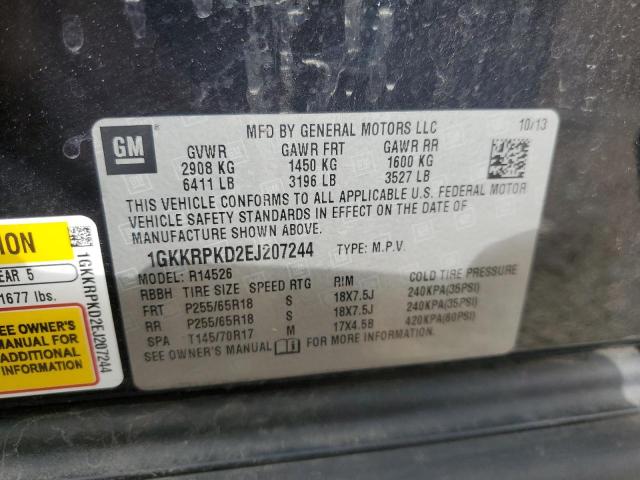 GM
MFD BY GENERAL MOTORS LLC 10/13
GVWR GAWR FRT GAWR RR
2908 KG 1450 KG 1600 KG
6411 LB 3196 LB 3527 LB
THIS VEHICLE CONFORMS TO ALL APPLICABLE U.S. FEDERAL MOTOR
VEHICLE SAFETY STANDARDS IN EFFECT ON THE DATE OF
MANUFACTURE SHOWN ABOVE.
1GKKRPKD2EJ207244 TYPE: M.P.V.
MODEL: R14526
RBBH TIRE SIZE SPEED RTG RIM COLD TIRE PRESSURE
FRT P255/65R18 S 18X7.5J 240KPA(35PSI)
RR P255/65R18 S 18X7.5J 240KPA(35PSI)
SPA T145/70R17 M 17X4.5B 420KPA(60PSI)
SEE OWNER'S MANUAL FOR MORE INFORMATION.
EAR 5
1677 lbs.
EE OWNER'S
MANUAL FOR
ADDITIONAL
INFORMATION
1GKKRPKD2EJ207244